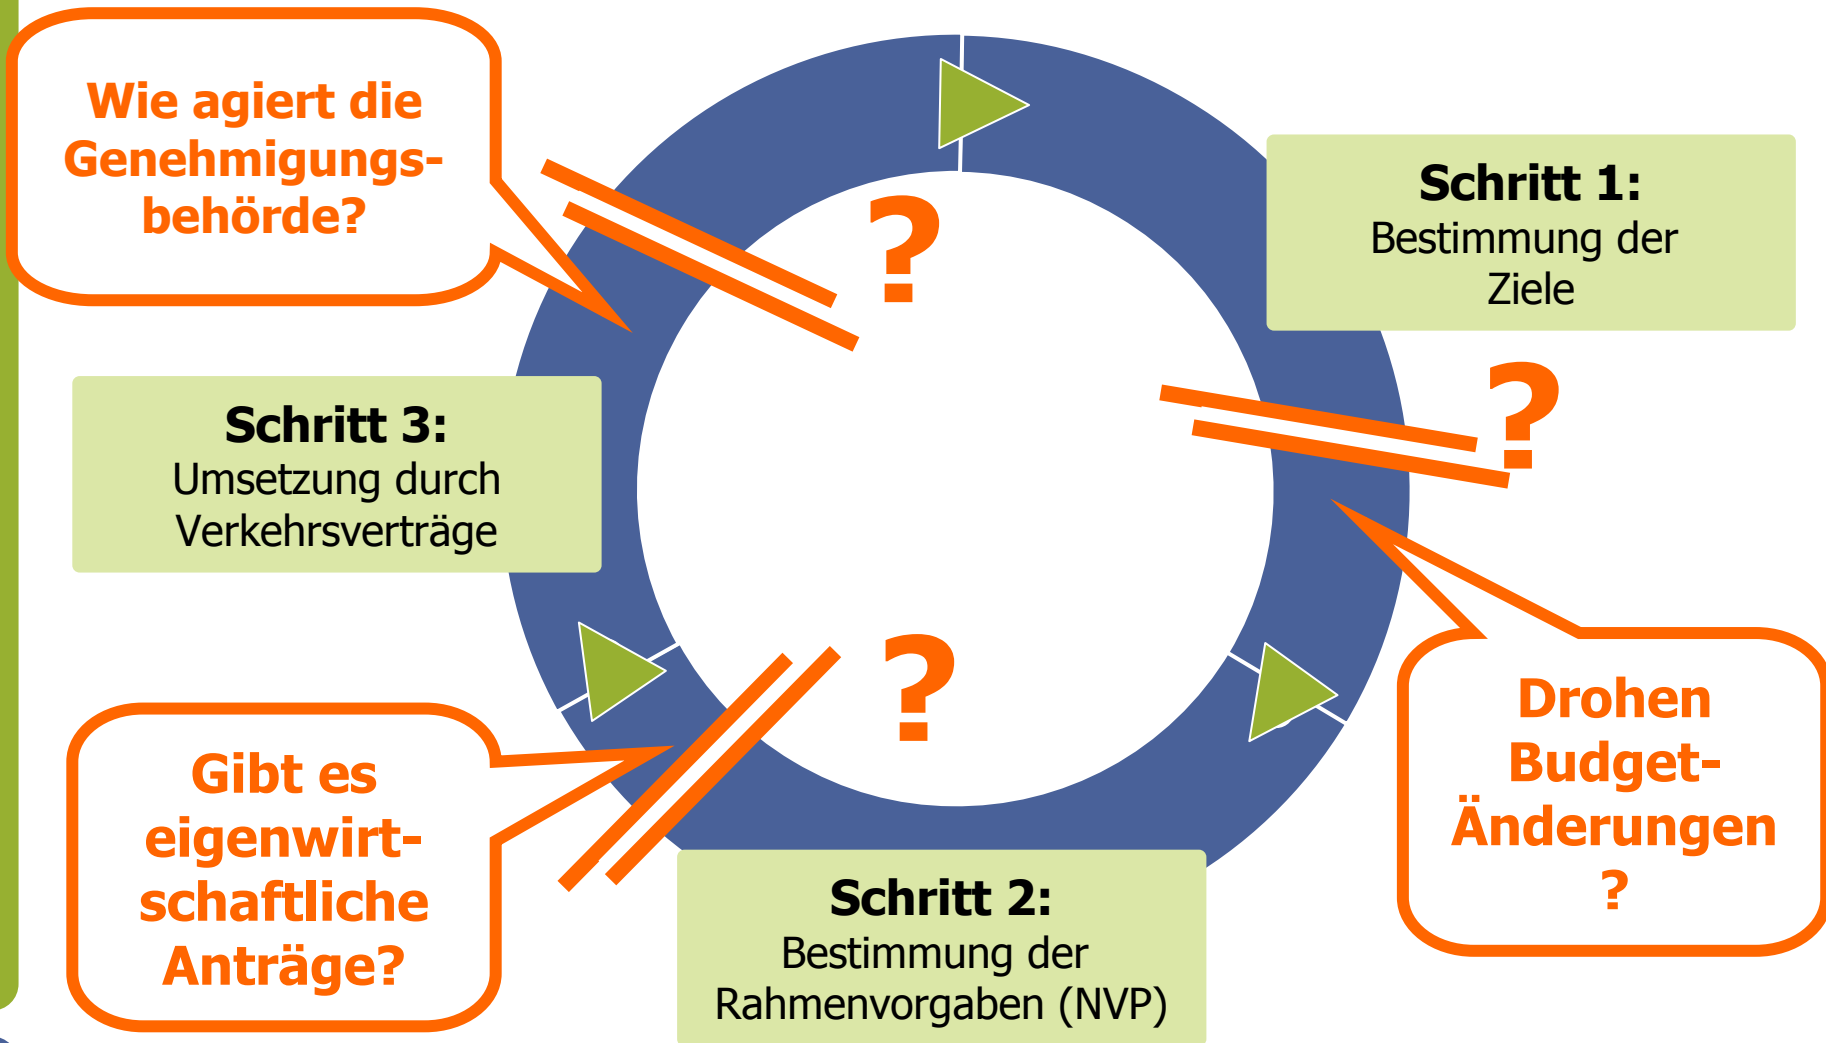 Wie agiert die
Genehmigungs-
behörde?
?
Schritt 1:
Bestimmung der
Ziele
?
Schritt 3:
Umsetzung durch
Verkehrsverträge
?
Drohen
Budget-
Änderungen
?
Gibt es
eigenwirt-
schaftliche
Anträge?
Schritt 2:
Bestimmung der
Rahmenvorgaben (NVP)